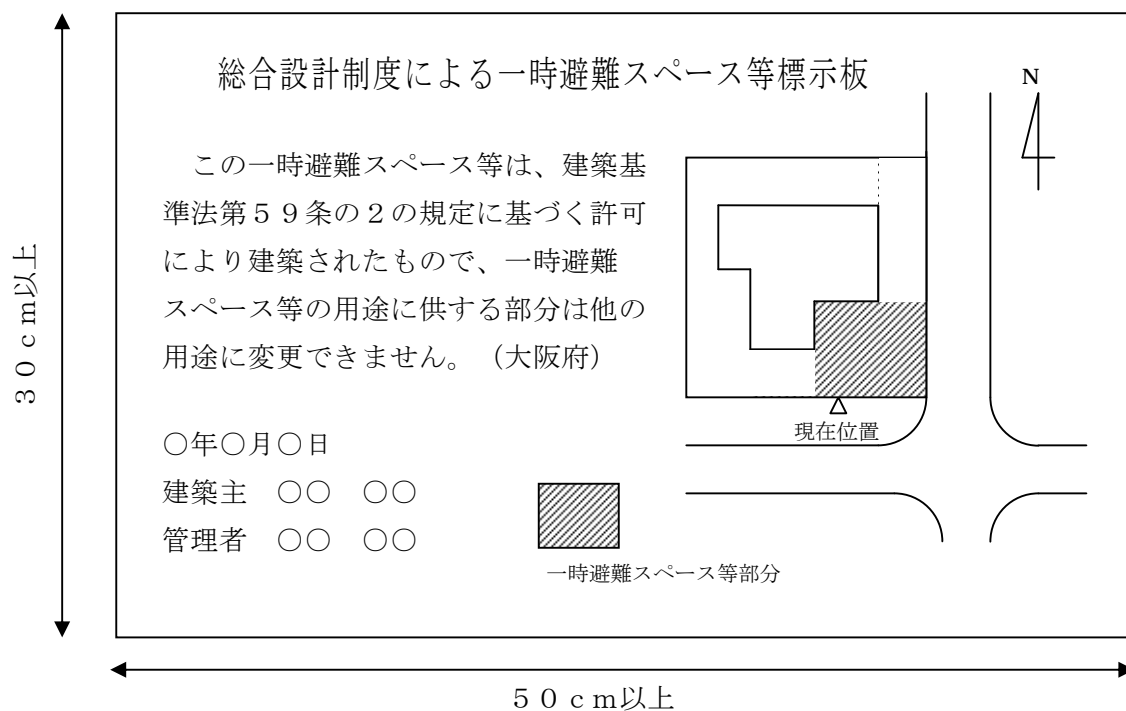 総合設計制度による一時避難スペース等標示板
N
この一時避難スペース等は、建築基
準法第５９条の２の規定に基づく許可
により建築されたもので、一時避難
スペース等の用途に供する部分は他の
用途に変更できません。（大阪府）
現在位置
○年○月○日
建築主　○○　○○
管理者　○○　○○
一時避難スペース等部分
３０ｃｍ以上
５０ｃｍ以上